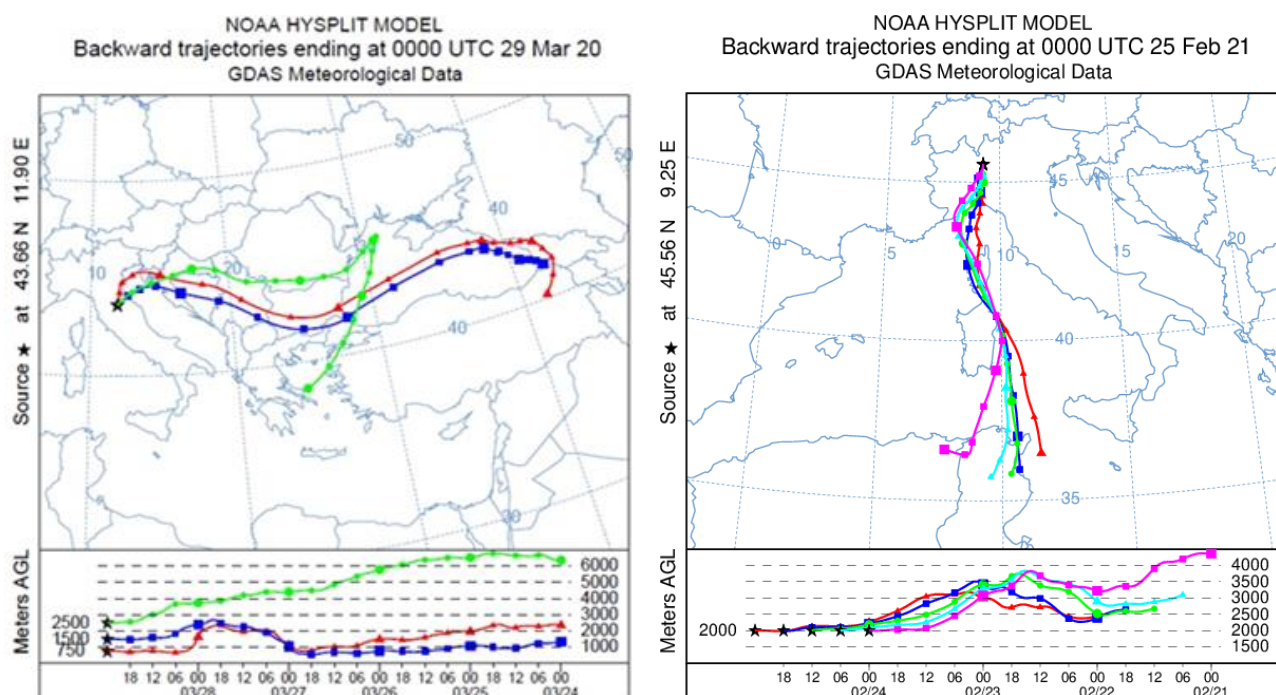 NOAA HYSPLIT MODEL
Backward trajectories ending at 0000 UTC 29 Mar 20
GDAS Meteorological Data
Source ★ at 43.66 N 11.90 E
50
50
40
10
20
40
30
Meters AGL
6000
5000
4000
3000
2000
1000
2500
1500
750
18 12 06 00 18 12 06 00 18 12 06 00 18 12 06 00 18 12 06 00
03/28 03/27 03/26 03/25 03/24
NOAA HYSPLIT MODEL
Backward trajectories ending at 0000 UTC 25 Feb 21
GDAS Meteorological Data
Source ★ at 45.56 N 9.25 E
45
0
5
10
15
20
40
35
Meters AGL
4000
3500
3000
2500
2000
1500
2000
18 12 06 00 18 12 06 00 18 12 06 00 18 12 06 00
02/24 02/23 02/22 02/21